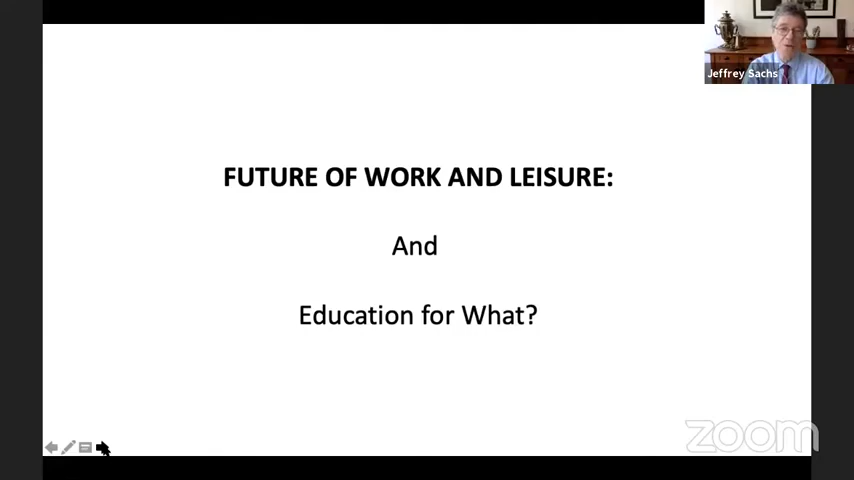 Jeffrey Sachs
FUTURE OF WORK AND LEISURE:
And
Education for What?
zoom